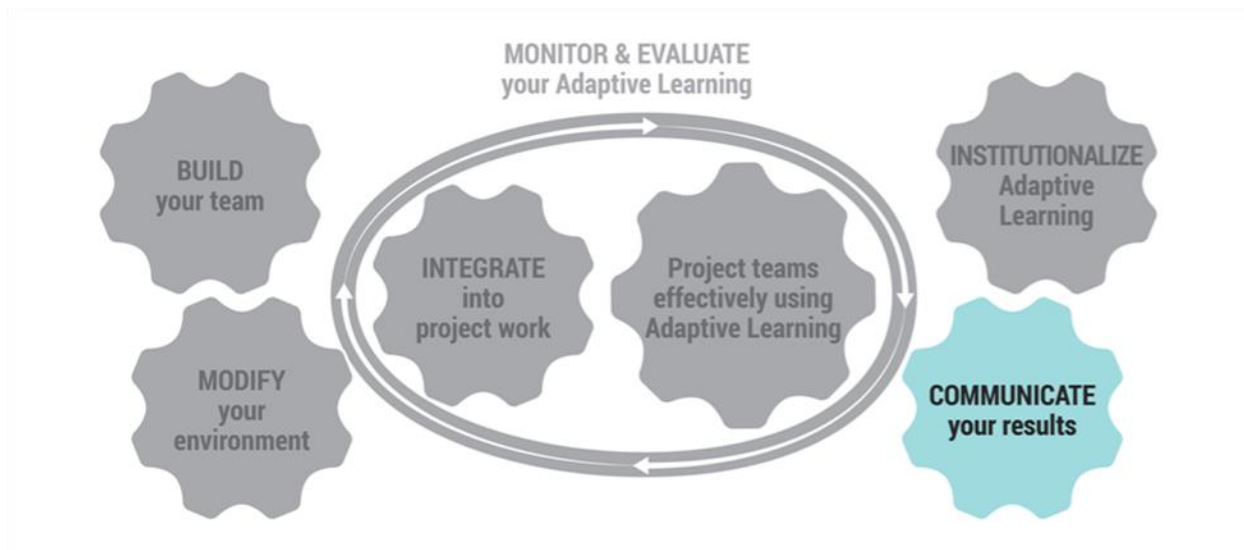 MONITOR & EVALUATE
your Adaptive Learning
BUILD
your team
MODIFY
your
environment
INTEGRATE
into
project work
Project teams
effectively using
Adaptive Learning
INSTITUTIONALIZE
Adaptive
Learning
COMMUNICATE
your results